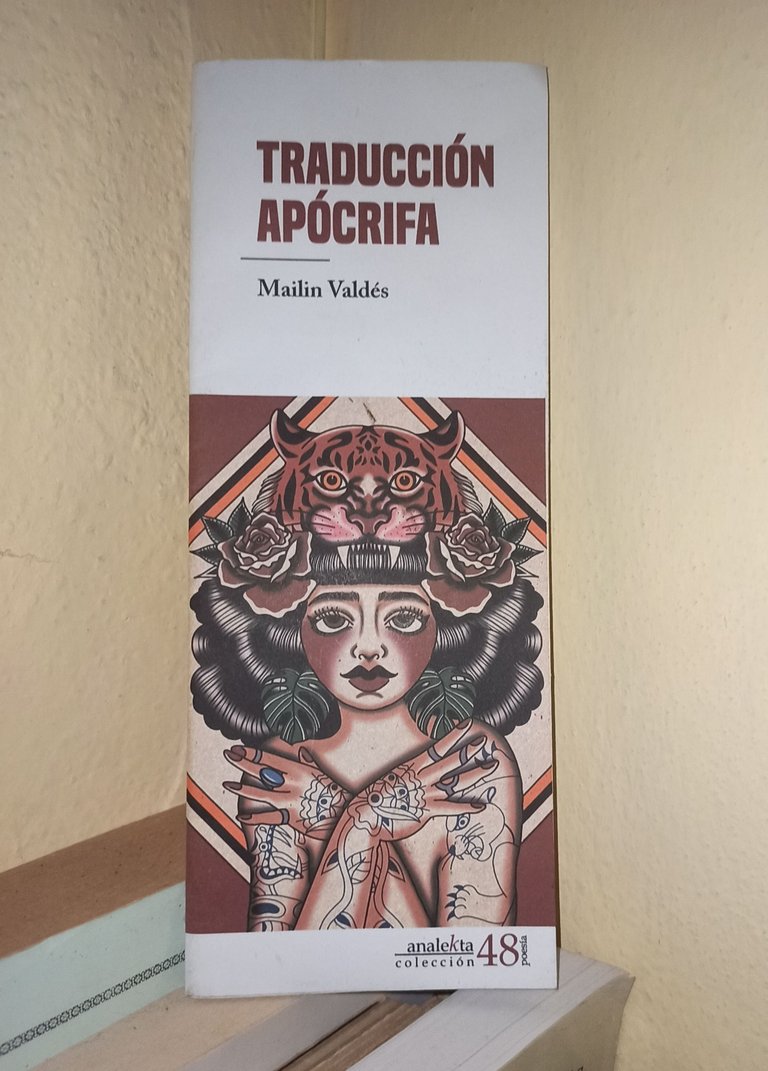 TRADUCCIÓN
APÓCRIFA
Mailin Valdés
analekta
colección 48
poesía